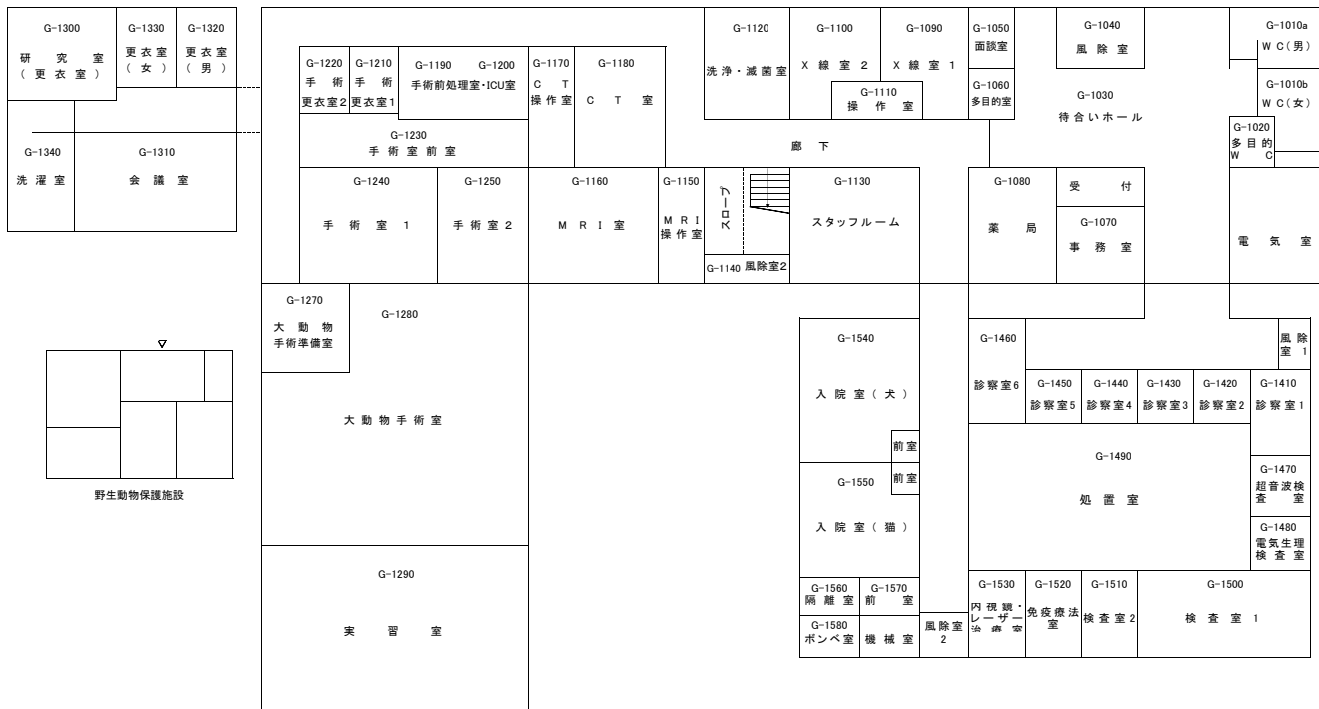 G-1300
研究室
(更衣室)
G-1330
更衣室
(女)
G-1320
更衣室
(男)
G-1340
洗濯室
G-1310
会議室
G-1220
手術
更衣室2
G-1210
手術
更衣室1
G-1190 G-1200
手術前処理室・ICU室
G-1170
CT
操作室
G-1180
CT室
G-1230
手術室前室
G-1120
洗浄・滅菌室
G-1100
X線室2
G-1090
X線室1
G-1110
操作室
G-1050
面談室
G-1060
多目的室
G-1040
風除室
G-1030
待合いホール
G-1010a
WC(男)
G-1010b
WC(女)
G-1020
多目的
WC
廊下
G-1240
手術室1
G-1250
手術室2
G-1160
MRI室
G-1150
MRI
操作室
スロープ
G-1140 風除室2
G-1130
スタッフルーム
G-1080
薬局
受付
G-1070
事務室
電気室
G-1270
大動物
手術準備室
G-1280
大動物手術室
G-1290
実習室
野生動物保護施設
G-1540
入院室(犬)
前室
前室
G-1550
入院室(猫)
G-1560
隔離室
G-1570
前室
G-1580
ボンベ室
機械室
風除室
2
G-1460
診察室6
G-1450
診察室5
G-1440
診察室4
G-1430
診察室3
G-1420
診察室2
G-1410
診察室1
風除
室1
G-1490
処置室
G-1470
超音波検
査室
G-1480
電気生理
検査室
G-1530
内視鏡・
レーザー
治療室
G-1520
免疫療法
室
G-1510
検査室2
G-1500
検査室1